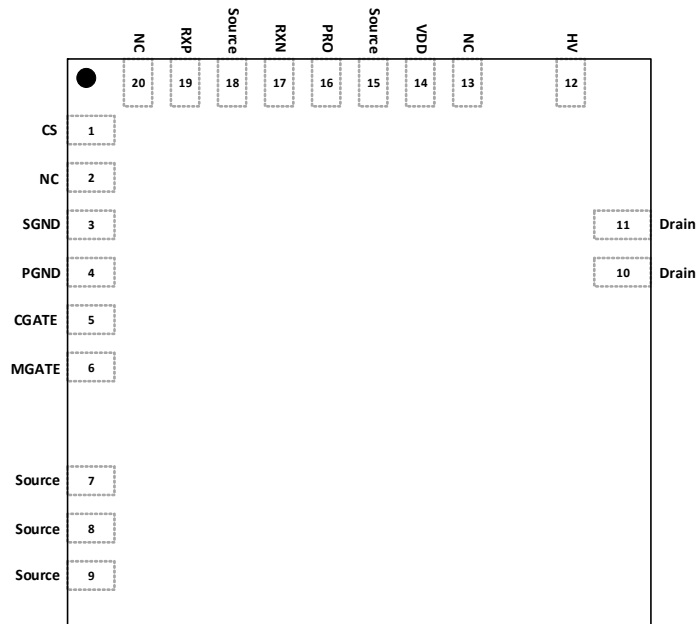 NC RXP Source RXN PRO Source VDD NC HV
20 19 18 17 16 15 14 13 12
CS 1
NC 2
SGND 3 11 Drain
PGND 4 10 Drain
CGATE 5
MGATE 6
Source 7
Source 8
Source 9